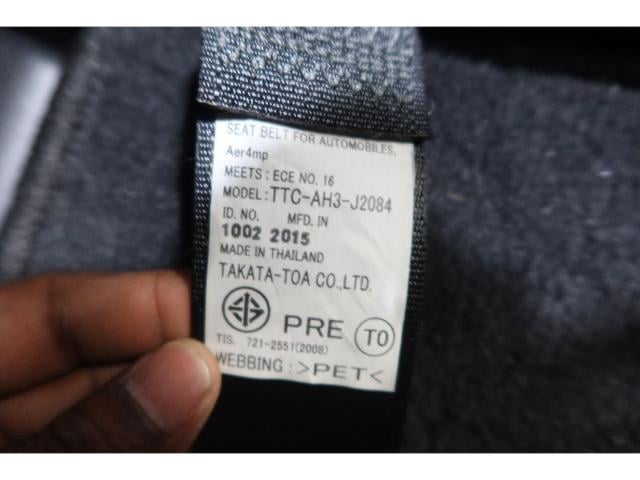 SEAT BELT FOR AUTOMOBILES.
Aer4mp
MEETS : ECE NO. 16
MODEL: TTC-AH3-J2084
ID. NO. MFD. IN
1002 2015
MADE IN THAILAND
TAKATA-TOA CO.,LTD.
PRE TO
TIS. 721-2551(2008)
WEBBING : >PET<